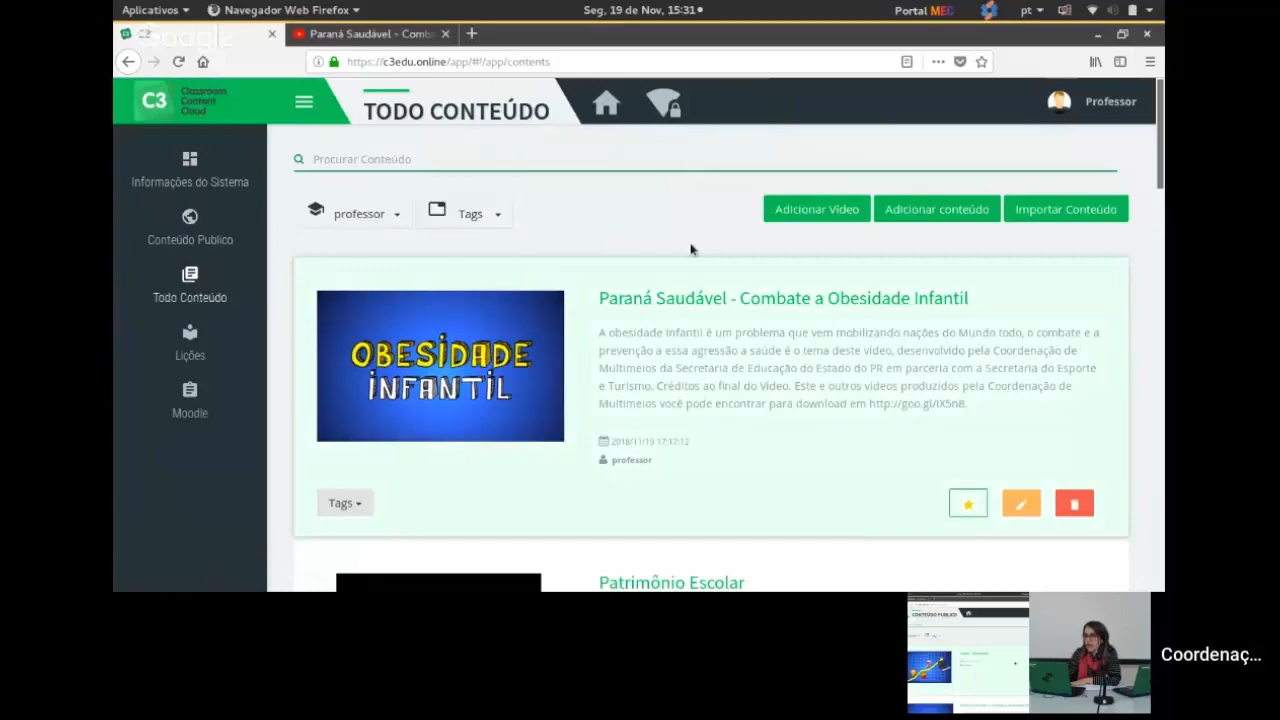 Aplicativos Navegador Web Firefox Seg, 19 de Nov, 15:31 Portal MEC pt
C3 Paraná Saudável - Comba
Google
https://c3edu.online/app/#!/app/contents
C3 Classroom Content Cloud
TODO CONTEÚDO
Professor
Informações do Sistema
Conteúdo Publico
Todo Conteúdo
Lições
Moodle
Procurar Conteúdo
professor Tags Adicionar Vídeo Adicionar conteúdo Importar Conteúdo
OBESIDADE
INFANTIL
Paraná Saudável - Combate a Obesidade Infantil
A obesidade Infantil é um problema que vem mobilizando nações do Mundo todo, o combate e a
prevenção a essa agressão a saúde é o tema deste vídeo, desenvolvido pela Coordenação de
Multimeios da Secretaria de Educação do Estado do PR em parceria com a Secretaria do Esporte
e Turismo. Créditos ao final do Vídeo. Este e outros vídeos produzidos pela Coordenação de
Multimeios você pode encontrar para download em http://goo.gl/IX5n8.
2018/11/19 17:17:12
professor
Tags
Patrimônio Escolar
CONTEÚDO PUBLICO
Coordenaç...